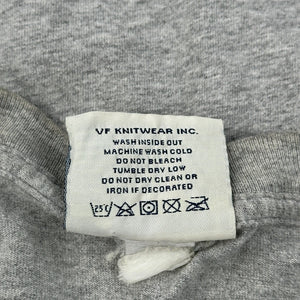 VF KNITWEAR INC.
WASH INSIDE OUT
MACHINE WASH COLD
DO NOT BLEACH
TUMBLE DRY LOW
DO NOT DRY CLEAN OR
IRON IF DECORATED
25C